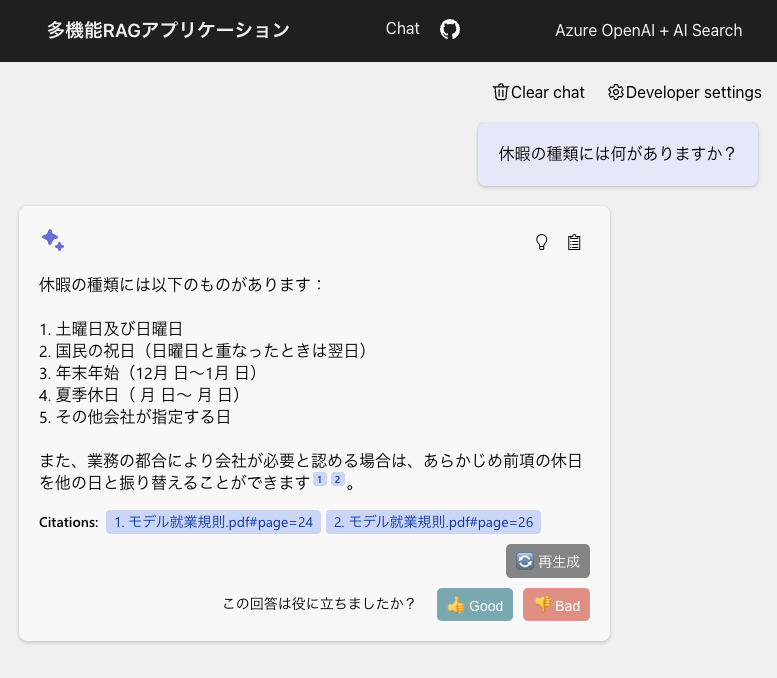 多機能RAGアプリケーション
Chat
Azure OpenAI + AI Search
Clear chat
Developer settings
休暇の種類には何がありますか？
休暇の種類には以下のものがあります：
1. 土曜日及び日曜日
2. 国民の祝日（日曜日と重なったときは翌日）
3. 年末年始（12月 日～1月 日）
4. 夏季休日（ 月 日～ 月 日）
5. その他会社が指定する日
また、業務の都合により会社が必要と認める場合は、あらかじめ前項の休日
を他の日と振り替えることができます 1 2 。
Citations: 1. モデル就業規則.pdf#page=24 2. モデル就業規則.pdf#page=26
再生成
この回答は役に立ちましたか？ 👍 Good 👎 Bad